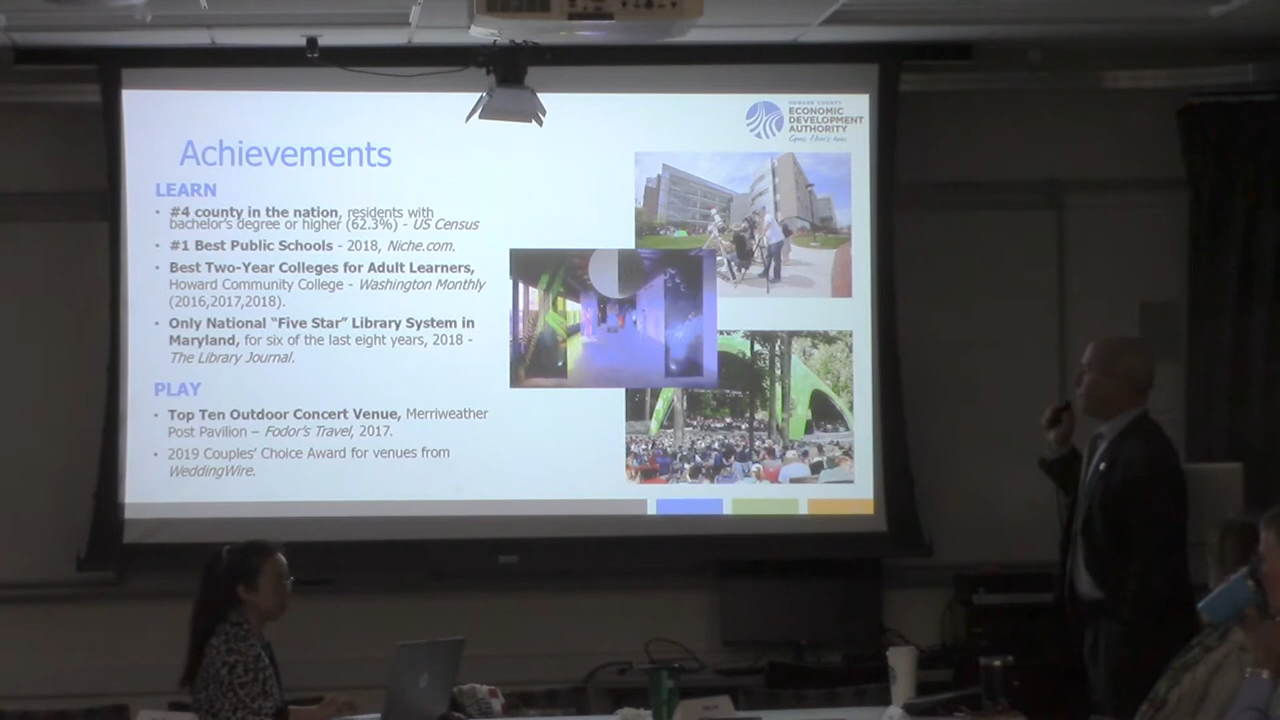 HOWARD COUNTY
ECONOMIC
DEVELOPMENT
AUTHORITY
Achievements
LEARN
• #4 county in the nation, residents with
bachelor's degree or higher (62.3%) - US Census
• #1 Best Public Schools - 2018, Niche.com.
• Best Two-Year Colleges for Adult Learners,
Howard Community College - Washington Monthly
(2016,2017,2018).
• Only National “Five Star” Library System in
Maryland, for six of the last eight years, 2018 -
The Library Journal.
PLAY
• Top Ten Outdoor Concert Venue, Merriweather
Post Pavilion – Fodor's Travel, 2017.
• 2019 Couples' Choice Award for venues from
WeddingWire.